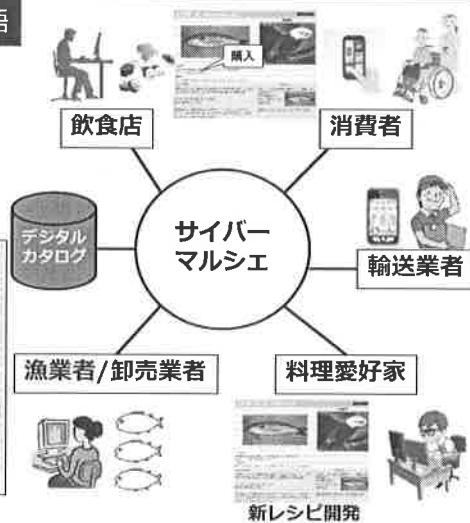 語
購入
飲食店
消費者
デジタル
カタログ
サイバー
マルシェ
輸送業者
漁業者/卸売業者
料理愛好家
新レシピ開発